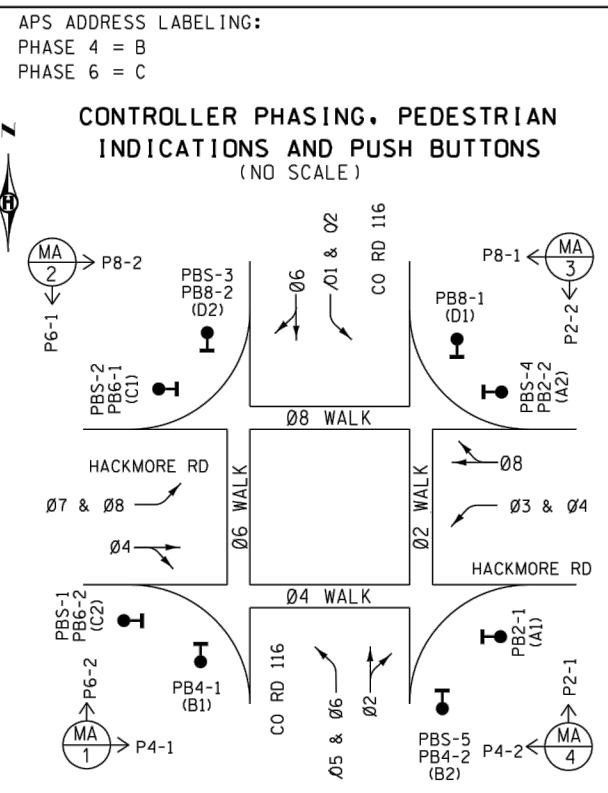 APS ADDRESS LABELING:
PHASE 4 = B
PHASE 6 = C
CONTROLLER PHASING, PEDESTRIAN
INDICATIONS AND PUSH BUTTONS
(NO SCALE)
Z
H
MA
2
P8-2
P6-1
PBS-3
PB8-2
(D2)
Ø6
Ø1 & Ø2
CO RD 116
P8-1
MA
3
P2-2
PB8-1
(D1)
PBS-2
PB6-1
(C1)
PBS-4
PB2-2
(A2)
Ø8 WALK
HACKMORE RD
Ø7 & Ø8
Ø4
Ø6 WALK
Ø2 WALK
Ø8
Ø3 & Ø4
HACKMORE RD
Ø4 WALK
PBS-1
PB6-2
(C2)
PB4-1
(B1)
CO RD 116
Ø5 & Ø6
Ø2
PB2-1
(A1)
PBS-5
PB4-2
(B2)
P6-2
MA
1
P4-1
P2-1
P4-2
MA
4